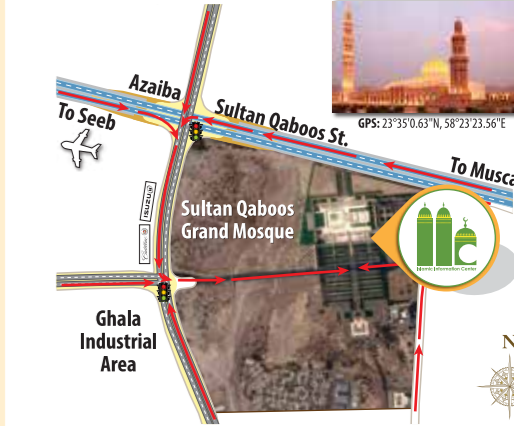 GPS: 23°35'0.63"N, 58°23'23.56"E
Azaiba
To Seeb
Sultan Qaboos St.
To Musca
ISUZU
Sultan Qaboos
Grand Mosque
Islamic Information Center
Ghala
Industrial
Area
N